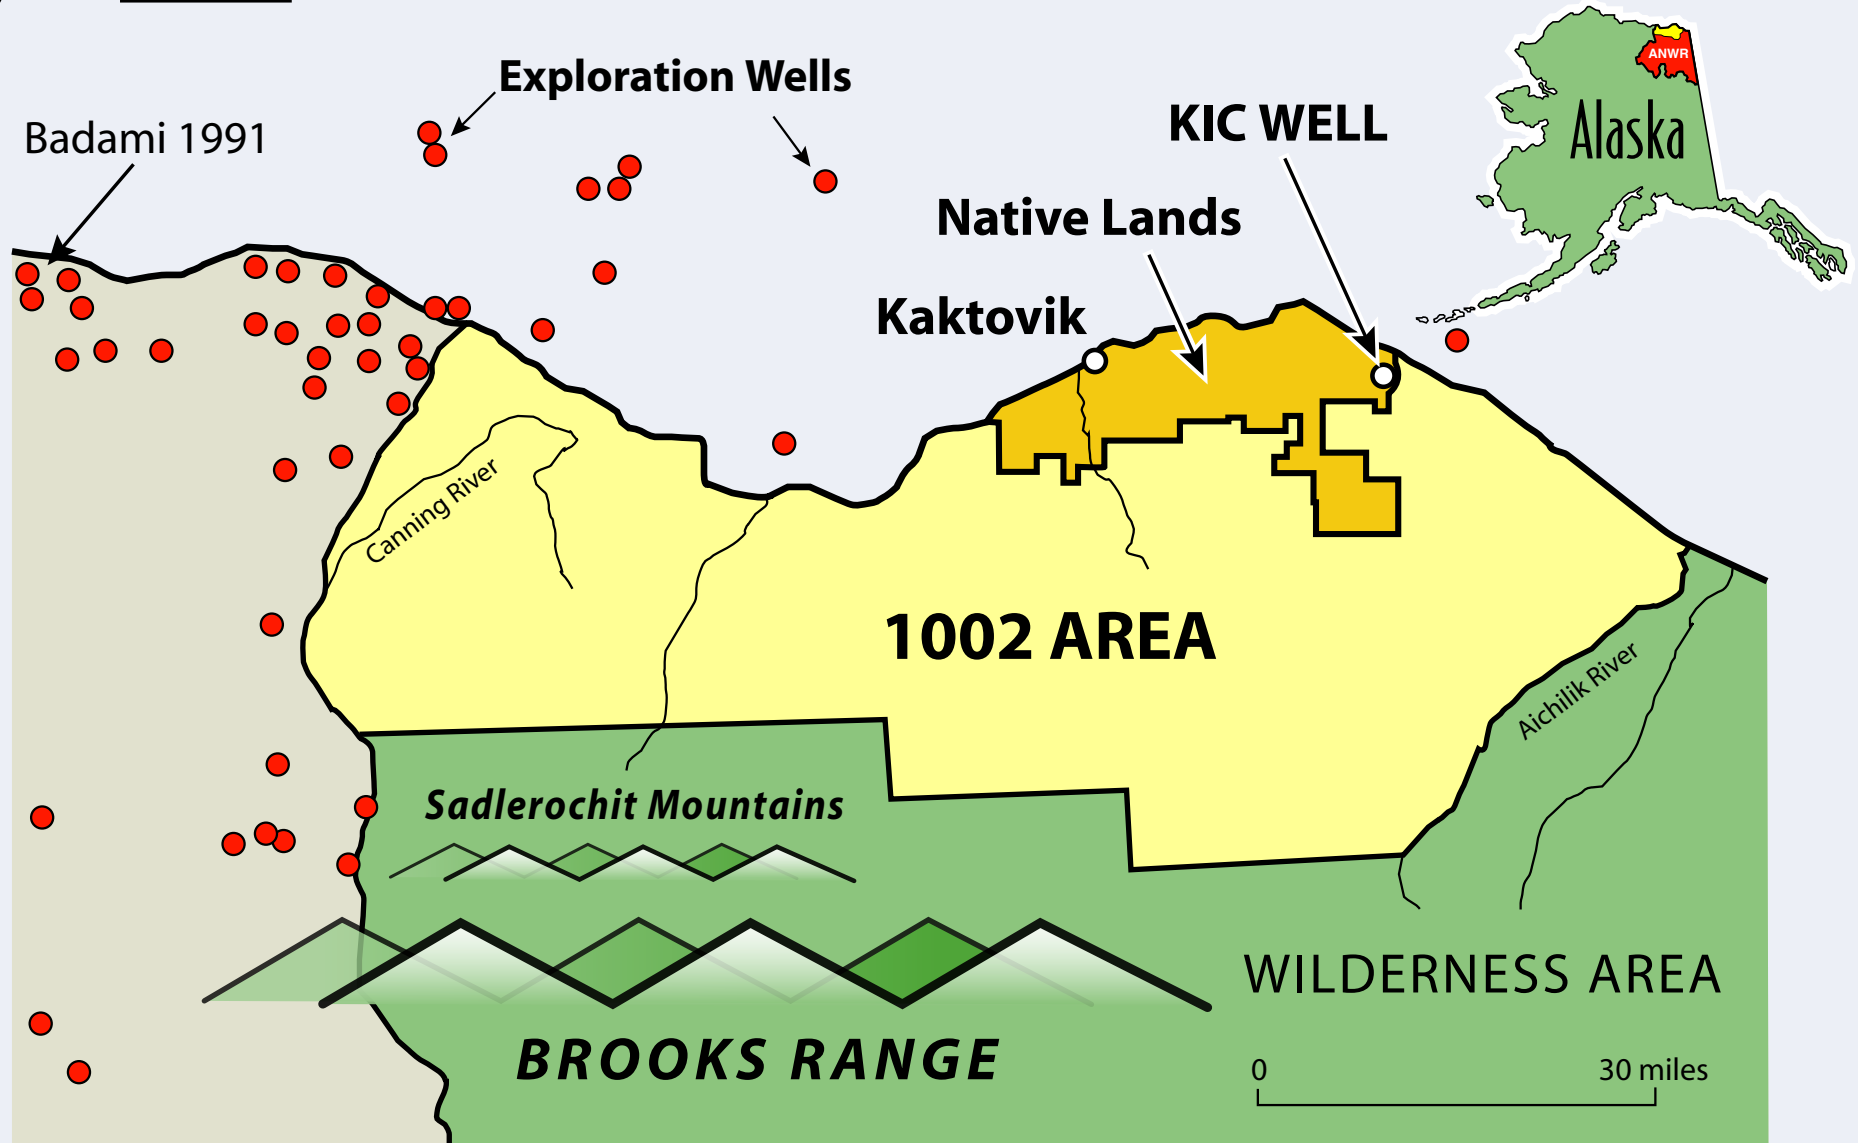 Exploration Wells
Badami 1991
KIC WELL
ANWR
Alaska
Native Lands
Kaktovik
Canning River
1002 AREA
Aichilik River
Sadlerochit Mountains
WILDERNESS AREA
BROOKS RANGE
0 30 miles